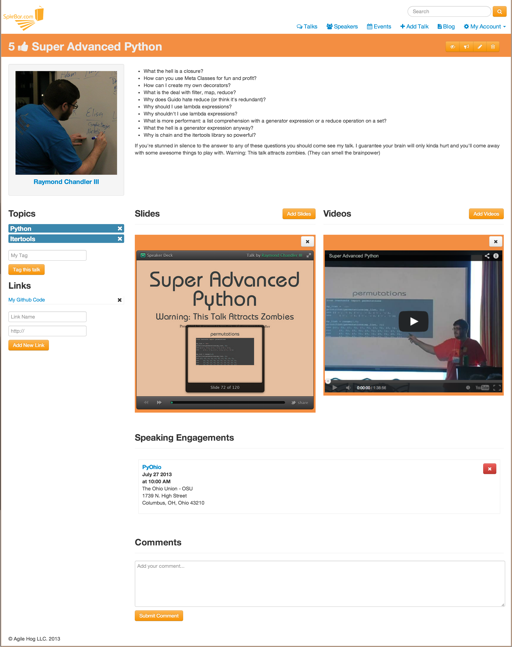 Search
Talks
Speakers
Events
Add Talk
Blog
My Account
5 Super Advanced Python
What the hell is a closure?
How can you use Meta Classes for fun and profit?
How can I create my own decorators?
What is the deal with filter, map, reduce?
Why does Guido hate reduce (or think it's redundant)?
Why should I use lambda expressions?
Why shouldn't I use lambda expressions?
What is more performant: a list comprehension with a generator expression or a reduce operation on a set?
What the hell is a generator expression anyway?
Why is chain and the itertools library so powerful?
If you're stunned in silence to the answer to any of these questions you should come see my talk. I guarantee your brain will only kinda hurt and you'll come away
with some awesome things to play with. Warning: This talk attracts zombies. (They can smell the brainpower)
Raymond Chandler III
Topics
Python
Itertools
My Tag
Tag this talk
Links
My Github Code
Link Name
http://
Add New Link
Slides
Add Slides
Speaker Deck
Talk by
Super Advanced
Python
Warning: This Talk Attracts Zombies
permutations
Slide 72 of 120
Share
Videos
Add Videos
Super Advanced Python
permutations
YouTube
Speaking Engagements
PyOhio
July 27 2013
at 10:00 AM
The Ohio Union - OSU
1739 N. High Street
Columbus, OH, Ohio 43210
Comments
Add your comment...
Submit Comment
© Agile Hog LLC. 2013